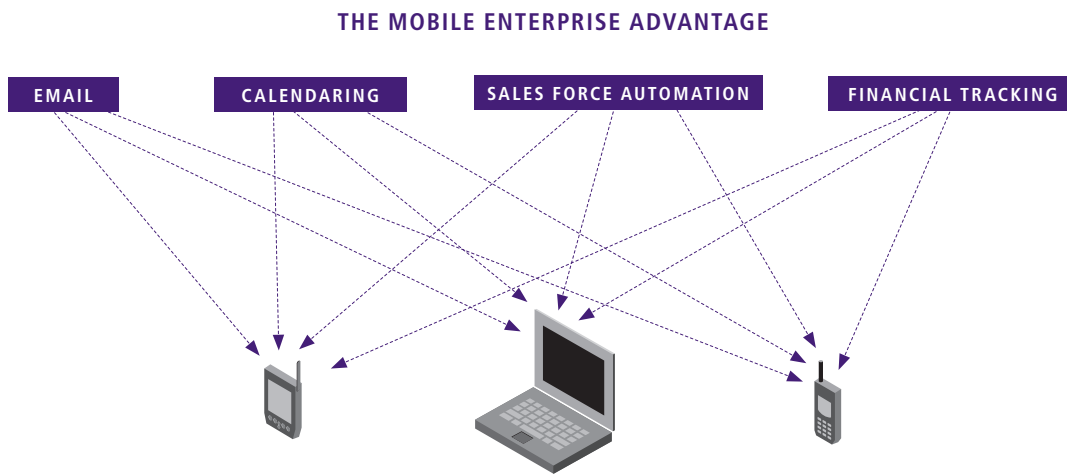 THE MOBILE ENTERPRISE ADVANTAGE
EMAIL
CALENDARING
SALES FORCE AUTOMATION
FINANCIAL TRACKING